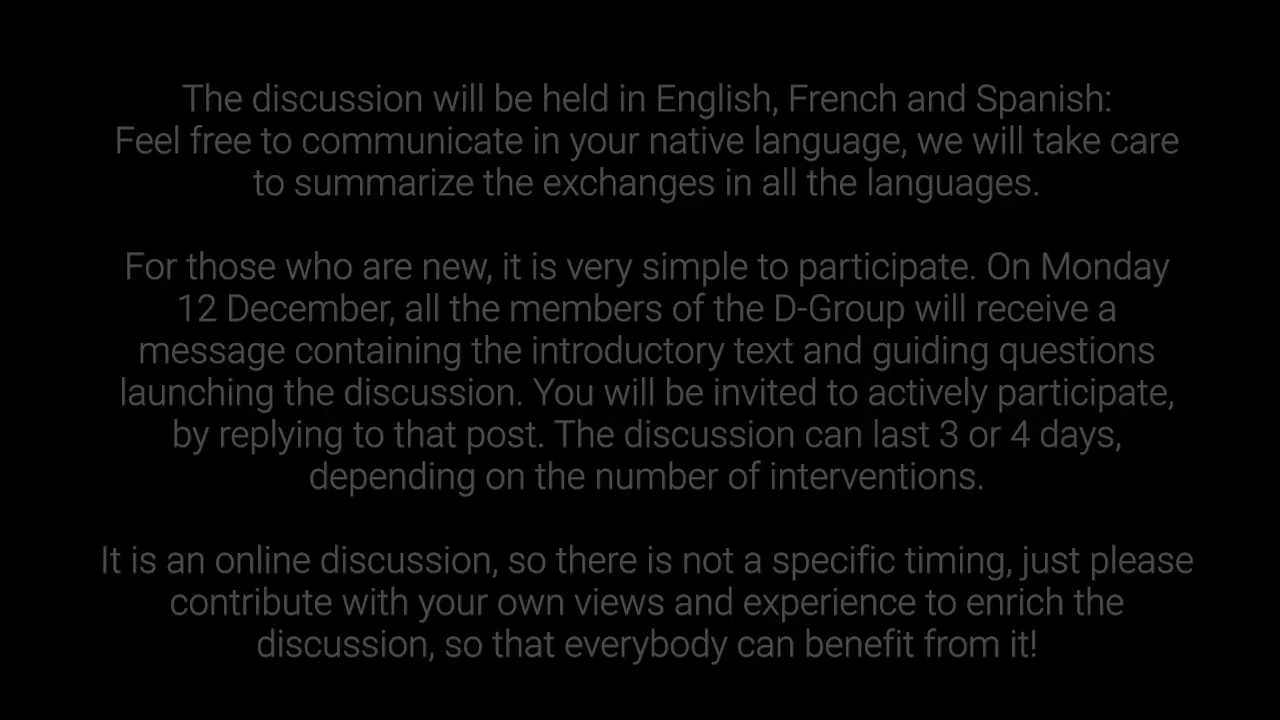 The discussion will be held in English, French and Spanish:
Feel free to communicate in your native language, we will take care
to summarize the exchanges in all the languages.
For those who are new, it is very simple to participate. On Monday
12 December, all the members of the D-Group will receive a
message containing the introductory text and guiding questions
launching the discussion. You will be invited to actively participate,
by replying to that post. The discussion can last 3 or 4 days,
depending on the number of interventions.
It is an online discussion, so there is not a specific timing, just please
contribute with your own views and experience to enrich the
discussion, so that everybody can benefit from it!